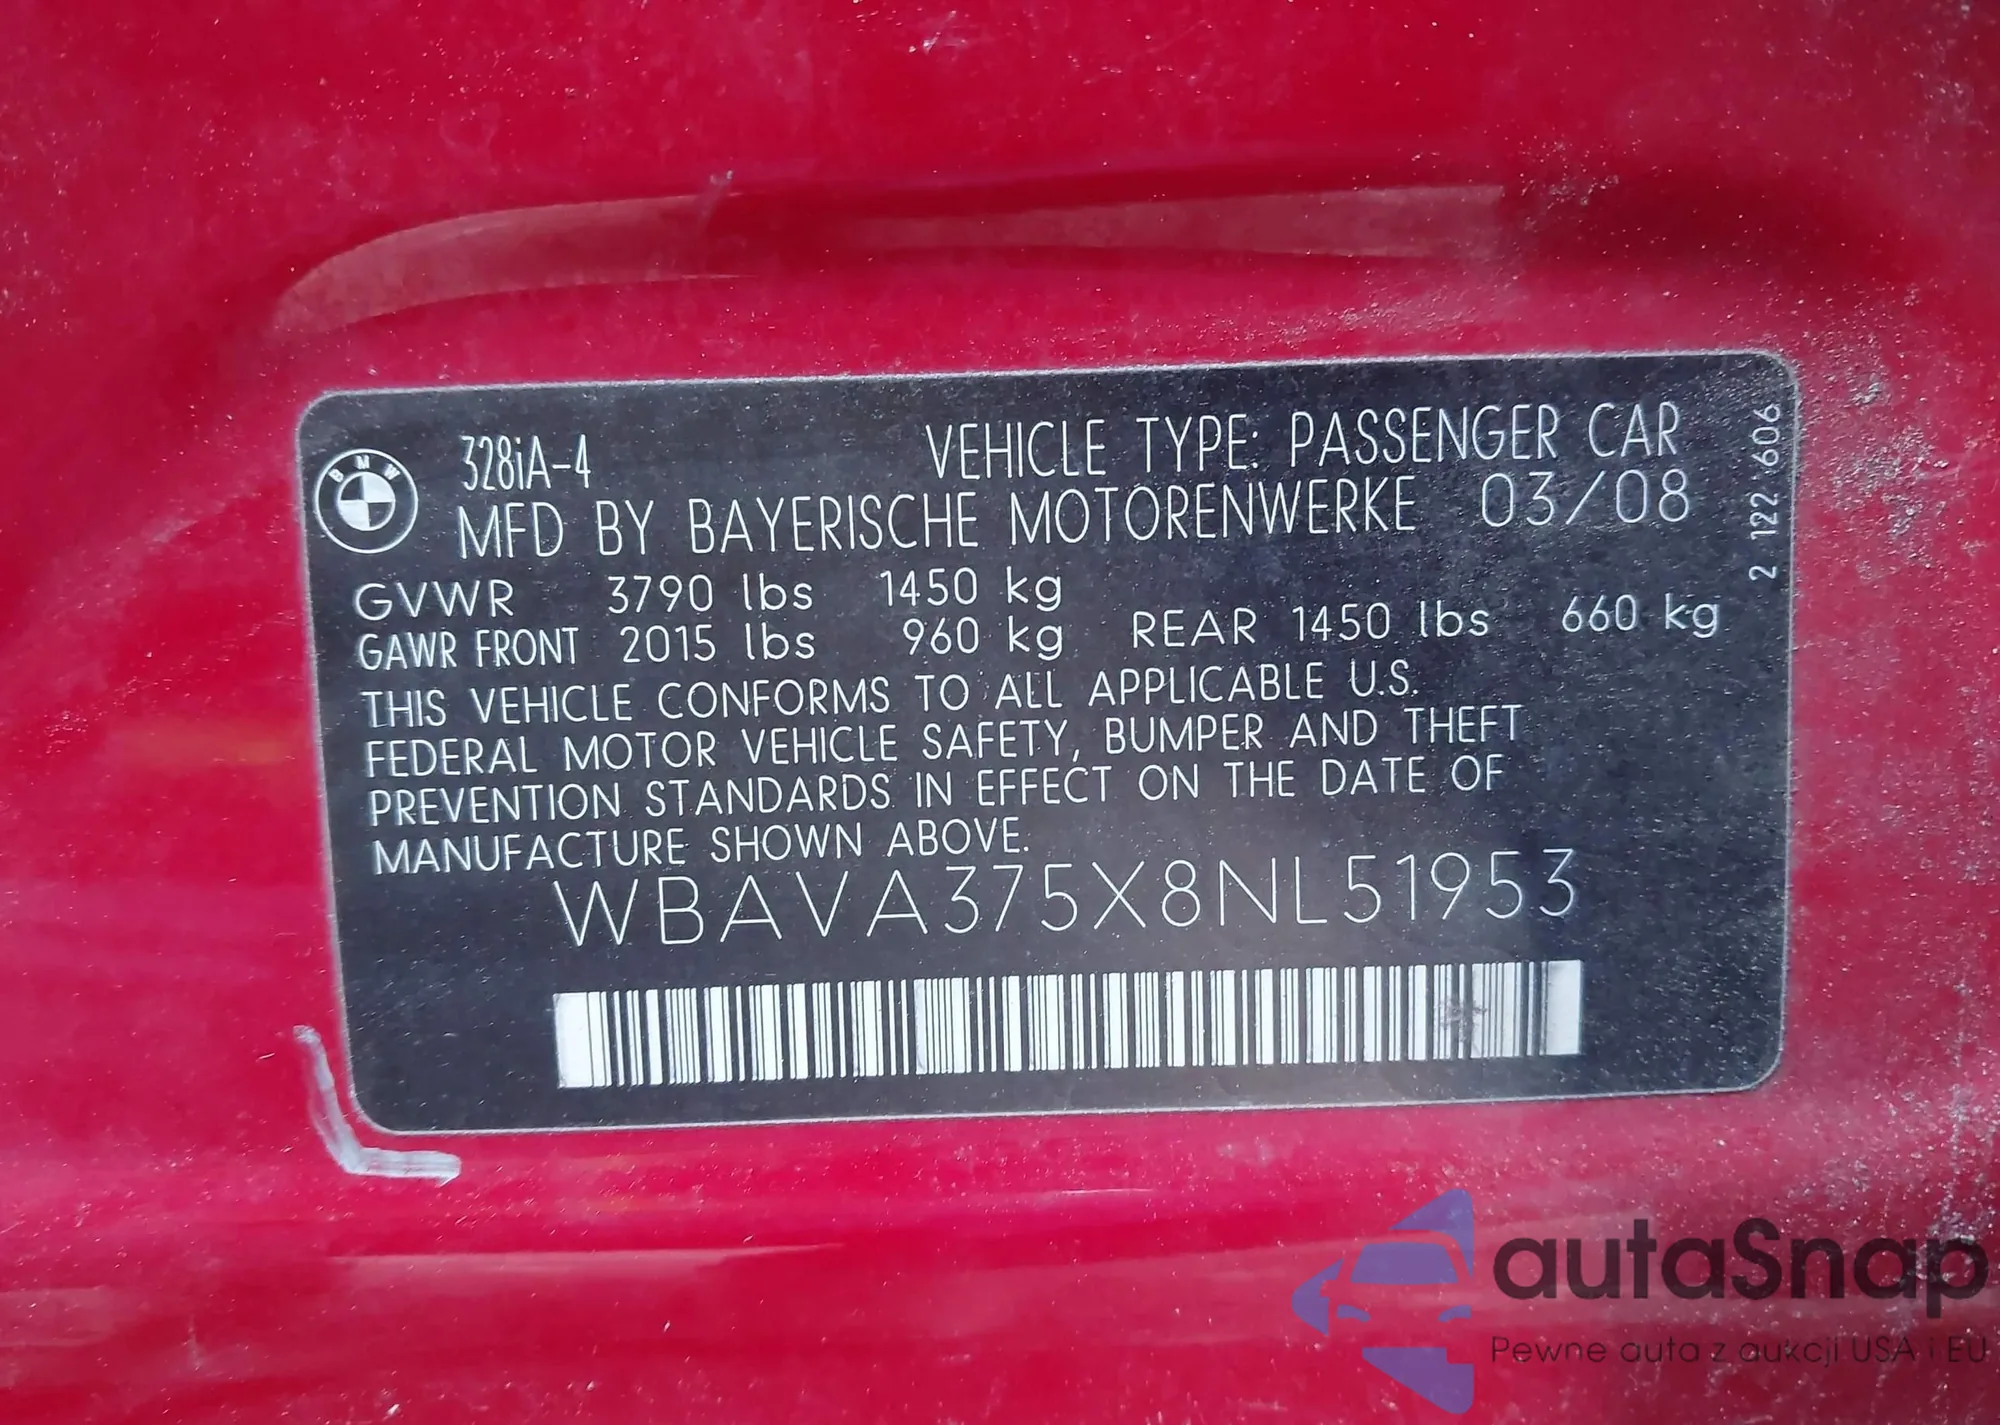 BMW
328iA-4 VEHICLE TYPE: PASSENGER CAR
MFD BY BAYERISCHE MOTORENWERKE 03/08
GVWR 3790 lbs 1450 kg
GAWR FRONT 2015 lbs 960 kg REAR 1450 lbs 660 kg
THIS VEHICLE CONFORMS TO ALL APPLICABLE U.S.
FEDERAL MOTOR VEHICLE SAFETY, BUMPER AND THEFT
PREVENTION STANDARDS IN EFFECT ON THE DATE OF
MANUFACTURE SHOWN ABOVE.
WBAVA375X8NL51953
2 122 606
autaSnap
Pewne auta z aukcji USA i EU